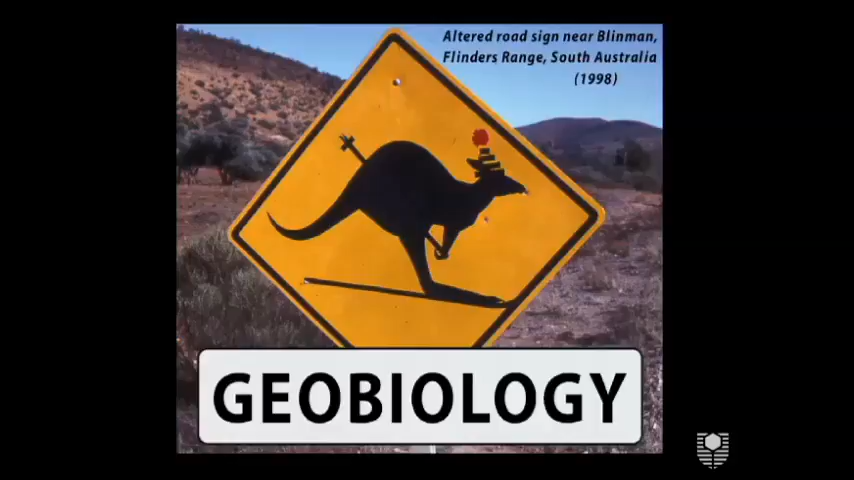 Altered road sign near Blinman,
Flinders Range, South Australia
(1998)
GEOBIOLOGY